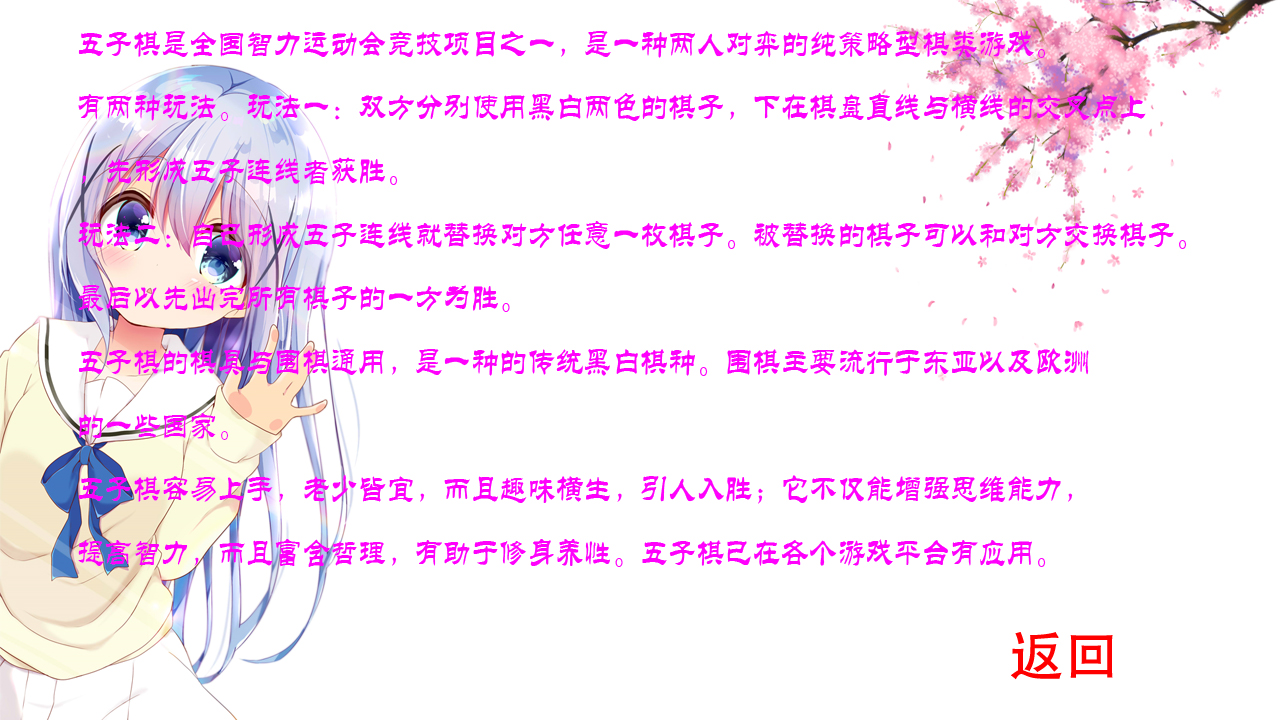 五子棋是全国智力运动会竞技项目之一，是一种两人对弈的纯策略型棋类游戏。
有两种玩法。玩法一：双方分别使用黑白两色的棋子，下在棋盘直线与横线的交叉点上
，先形成五子连线者获胜。
玩法二：自己形成五子连线就替换对方任意一枚棋子。被替换的棋子可以和对方交换棋子。
最后以先出完所有棋子的一方为胜。
五子棋的棋具与围棋通用，是一种的传统黑白棋种。围棋主要流行于东亚以及欧洲
的一些国家。
五子棋容易上手，老少皆宜，而且趣味横生，引人入胜；它不仅能增强思维能力，
提高智力，而且富含哲理，有助于修身养性。五子棋已在各个游戏平台有应用。
返回